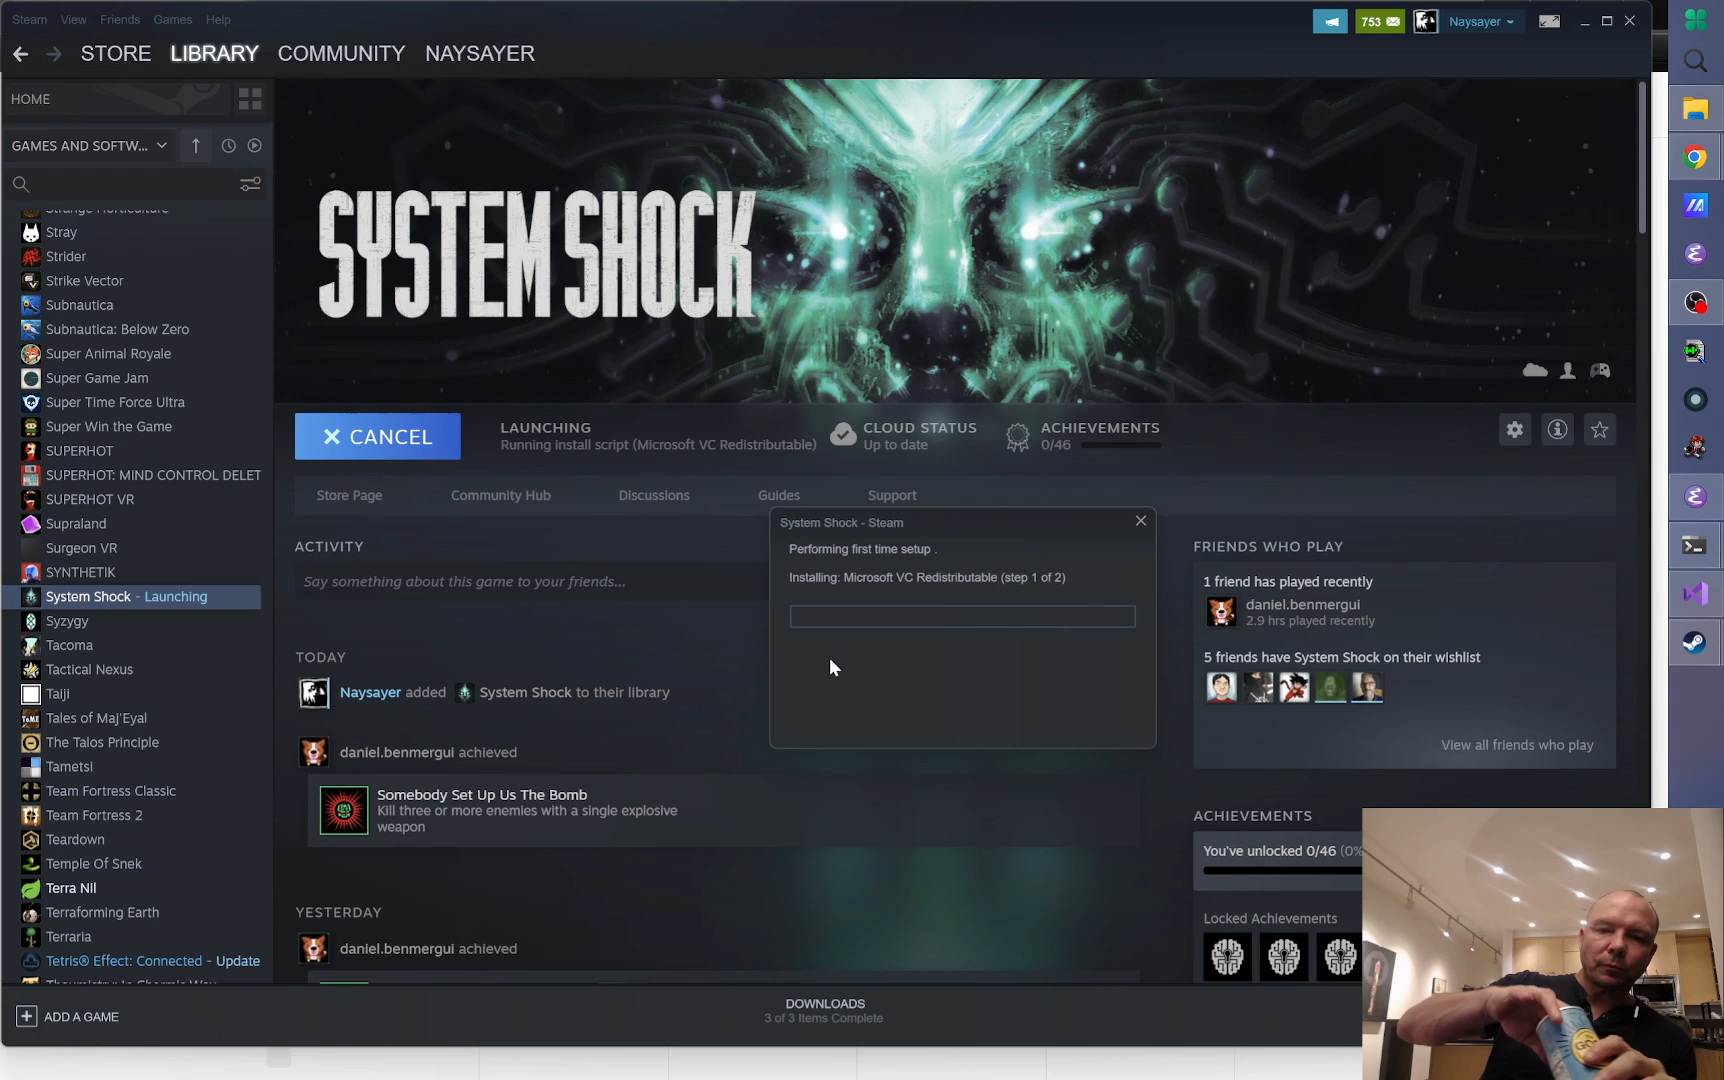 Steam View Friends Games Help
753
Naysayer
STORE LIBRARY COMMUNITY NAYSAYER
HOME
GAMES AND SOFTW...
Strange Horticulture
Stray
Strider
Strike Vector
Subnautica
Subnautica: Below Zero
Super Animal Royale
Super Game Jam
Super Time Force Ultra
Super Win the Game
SUPERHOT
SUPERHOT: MIND CONTROL DELET
SUPERHOT VR
Supraland
Surgeon VR
SYNTHETIK
System Shock - Launching
Syzygy
Tacoma
Tactical Nexus
Taiji
Tales of Maj'Eyal
The Talos Principle
Tametsi
Team Fortress Classic
Team Fortress 2
Teardown
Temple Of Snek
Terra Nil
Terraforming Earth
Terraria
Tetris® Effect: Connected - Update
ADD A GAME
SYSTEM SHOCK
CANCEL
LAUNCHING
Running install script (Microsoft VC Redistributable)
CLOUD STATUS
Up to date
ACHIEVEMENTS
0/46
Store Page Community Hub Discussions Guides Support
System Shock - Steam
Performing first time setup .
Installing: Microsoft VC Redistributable (step 1 of 2)
ACTIVITY
Say something about this game to your friends...
TODAY
Naysayer added System Shock to their library
daniel.benmergui achieved
Somebody Set Up Us The Bomb
Kill three or more enemies with a single explosive
weapon
YESTERDAY
daniel.benmergui achieved
FRIENDS WHO PLAY
1 friend has played recently
daniel.benmergui
2.9 hrs played recently
5 friends have System Shock on their wishlist
View all friends who play
ACHIEVEMENTS
You've unlocked 0/46 (0%
Locked Achievements
DOWNLOADS
3 of 3 Items Complete